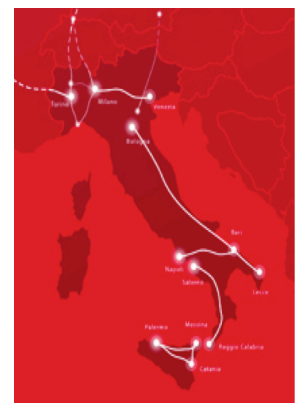 Torino
Milano
Venezia
Bologna
Bari
Napoli
Salerno
Lecce
Palermo
Messina
Reggio Calabria
Catania